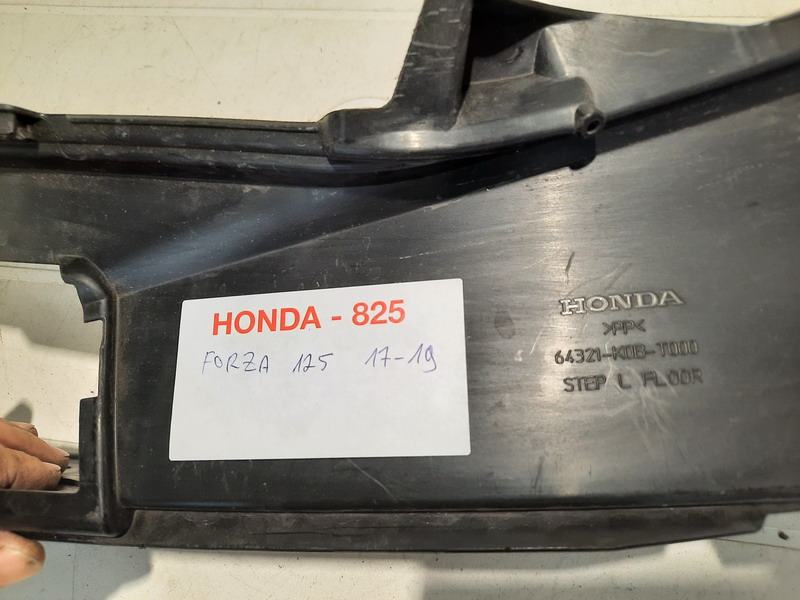 HONDA - 825
FORZA 125 17-19
HONDA
>PP<
64321-K0B-T000
STEP L FLOOR